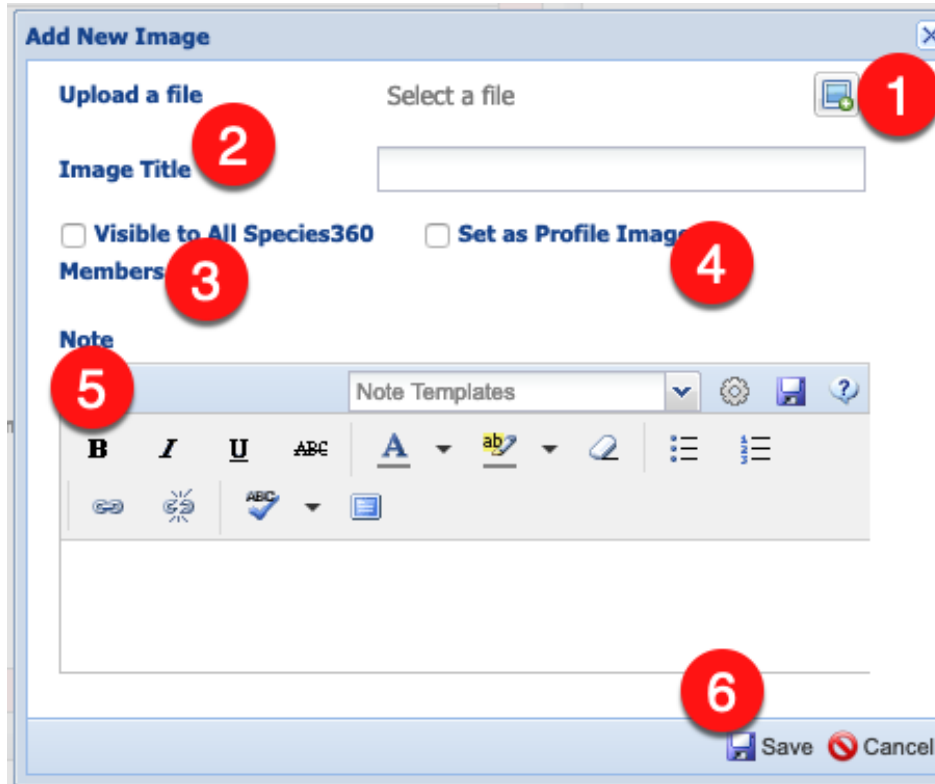 Add New Image
Upload a file Select a file 1
2
Image Title
Visible to All Species360 Set as Profile Image
Members 3 4
Note
5 Note Templates
B I U ABC A ab
ABC
6
Save Cancel